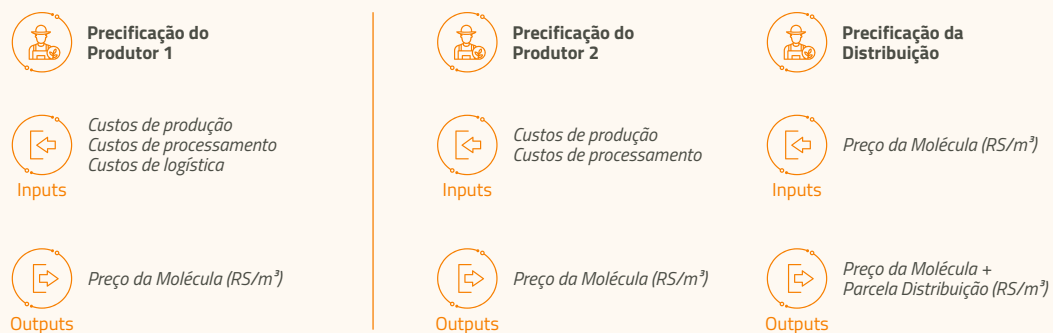 Precificação do
Produtor 1
Custos de produção
Custos de processamento
Custos de logística
Inputs
Preço da Molécula (RS/m³)
Outputs
Precificação do
Produtor 2
Custos de produção
Custos de processamento
Inputs
Preço da Molécula (RS/m³)
Outputs
Precificação da
Distribuição
Preço da Molécula (RS/m³)
Inputs
Preço da Molécula +
Parcela Distribuição (RS/m³)
Outputs